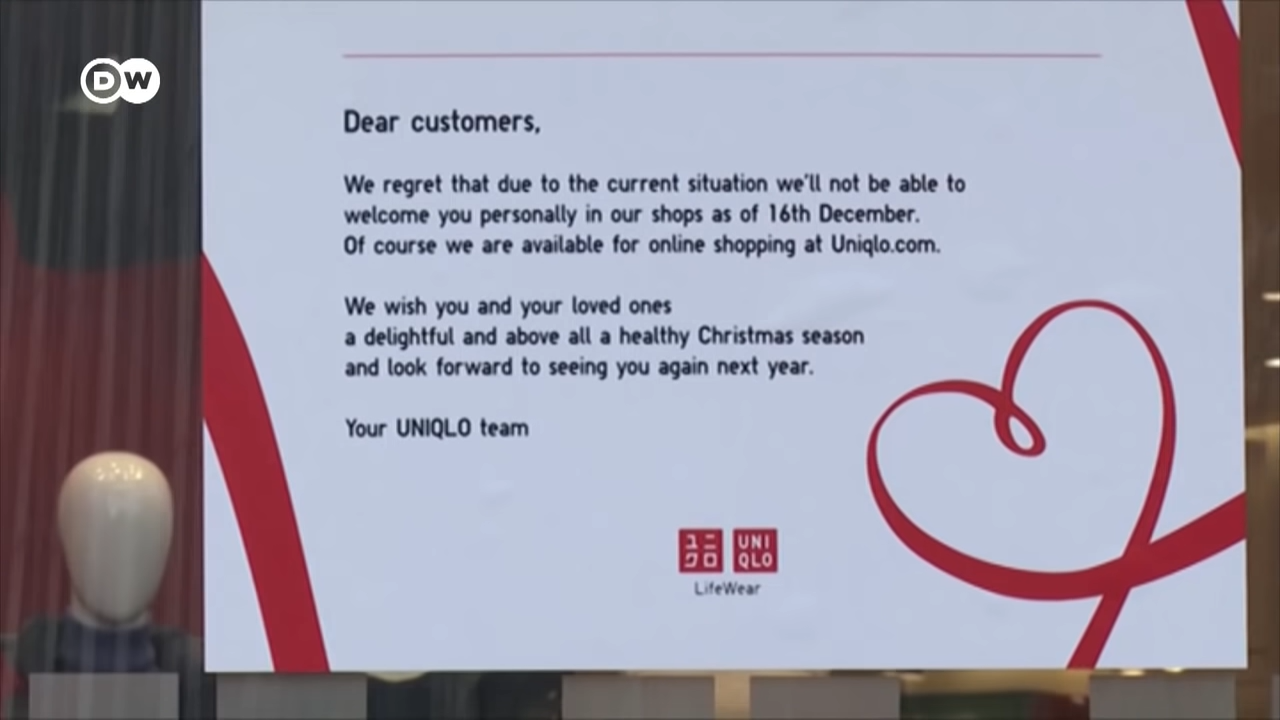 DW
Dear customers,
We regret that due to the current situation we'll not be able to
welcome you personally in our shops as of 16th December.
Of course we are available for online shopping at Uniqlo.com.
We wish you and your loved ones
a delightful and above all a healthy Christmas season
and look forward to seeing you again next year.
Your UNIQLO team
ユニ UNI
クロ QLO
LifeWear